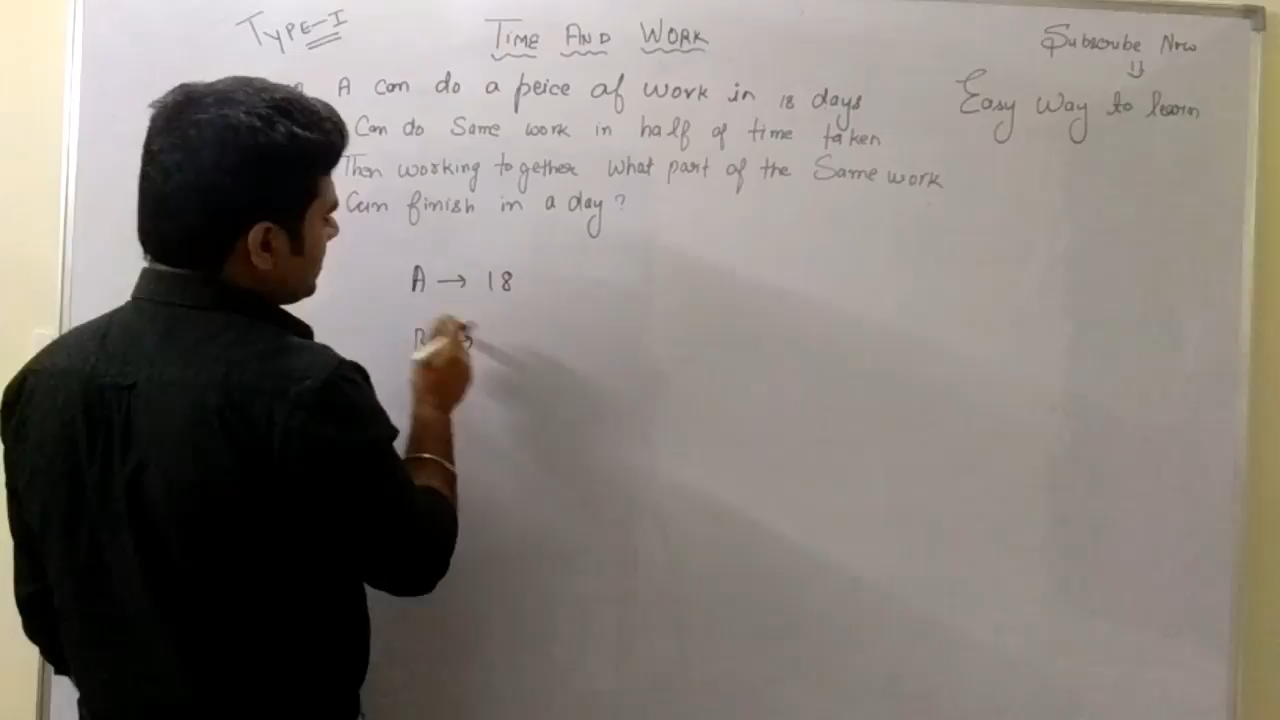 TYPE-I
TIME AND WORK
Subscribe Now
Easy way to learn
A can do a peice of work in 18 days
Can do Same work in half of time taken
Then working together what part of the Same work
Can finish in a day?
A → 18
B →